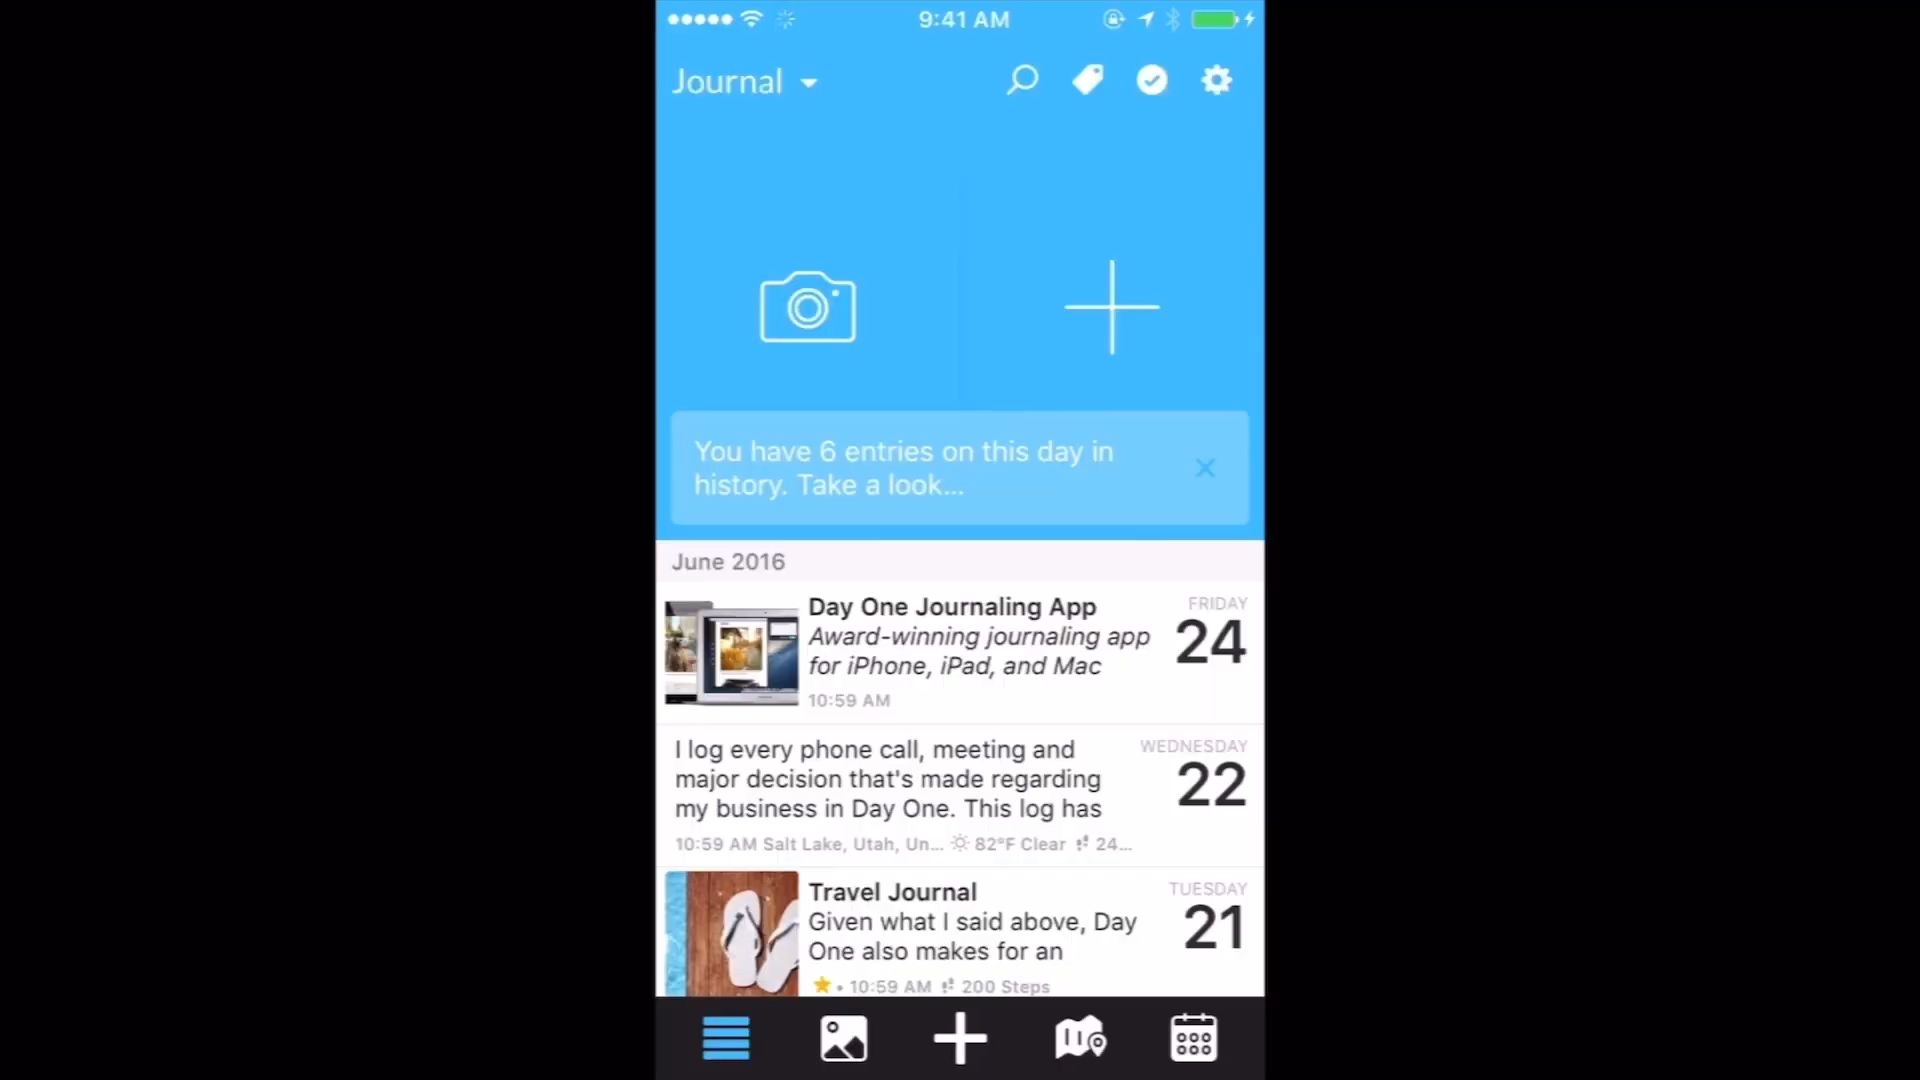 9:41 AM
Journal
You have 6 entries on this day in
history. Take a look...
June 2016
Day One Journaling App
Award-winning journaling app
for iPhone, iPad, and Mac
10:59 AM
FRIDAY
24
I log every phone call, meeting and
major decision that's made regarding
my business in Day One. This log has
10:59 AM Salt Lake, Utah, Un... 82°F Clear 24...
WEDNESDAY
22
Travel Journal
Given what I said above, Day
One also makes for an
• 10:59 AM 200 Steps
TUESDAY
21